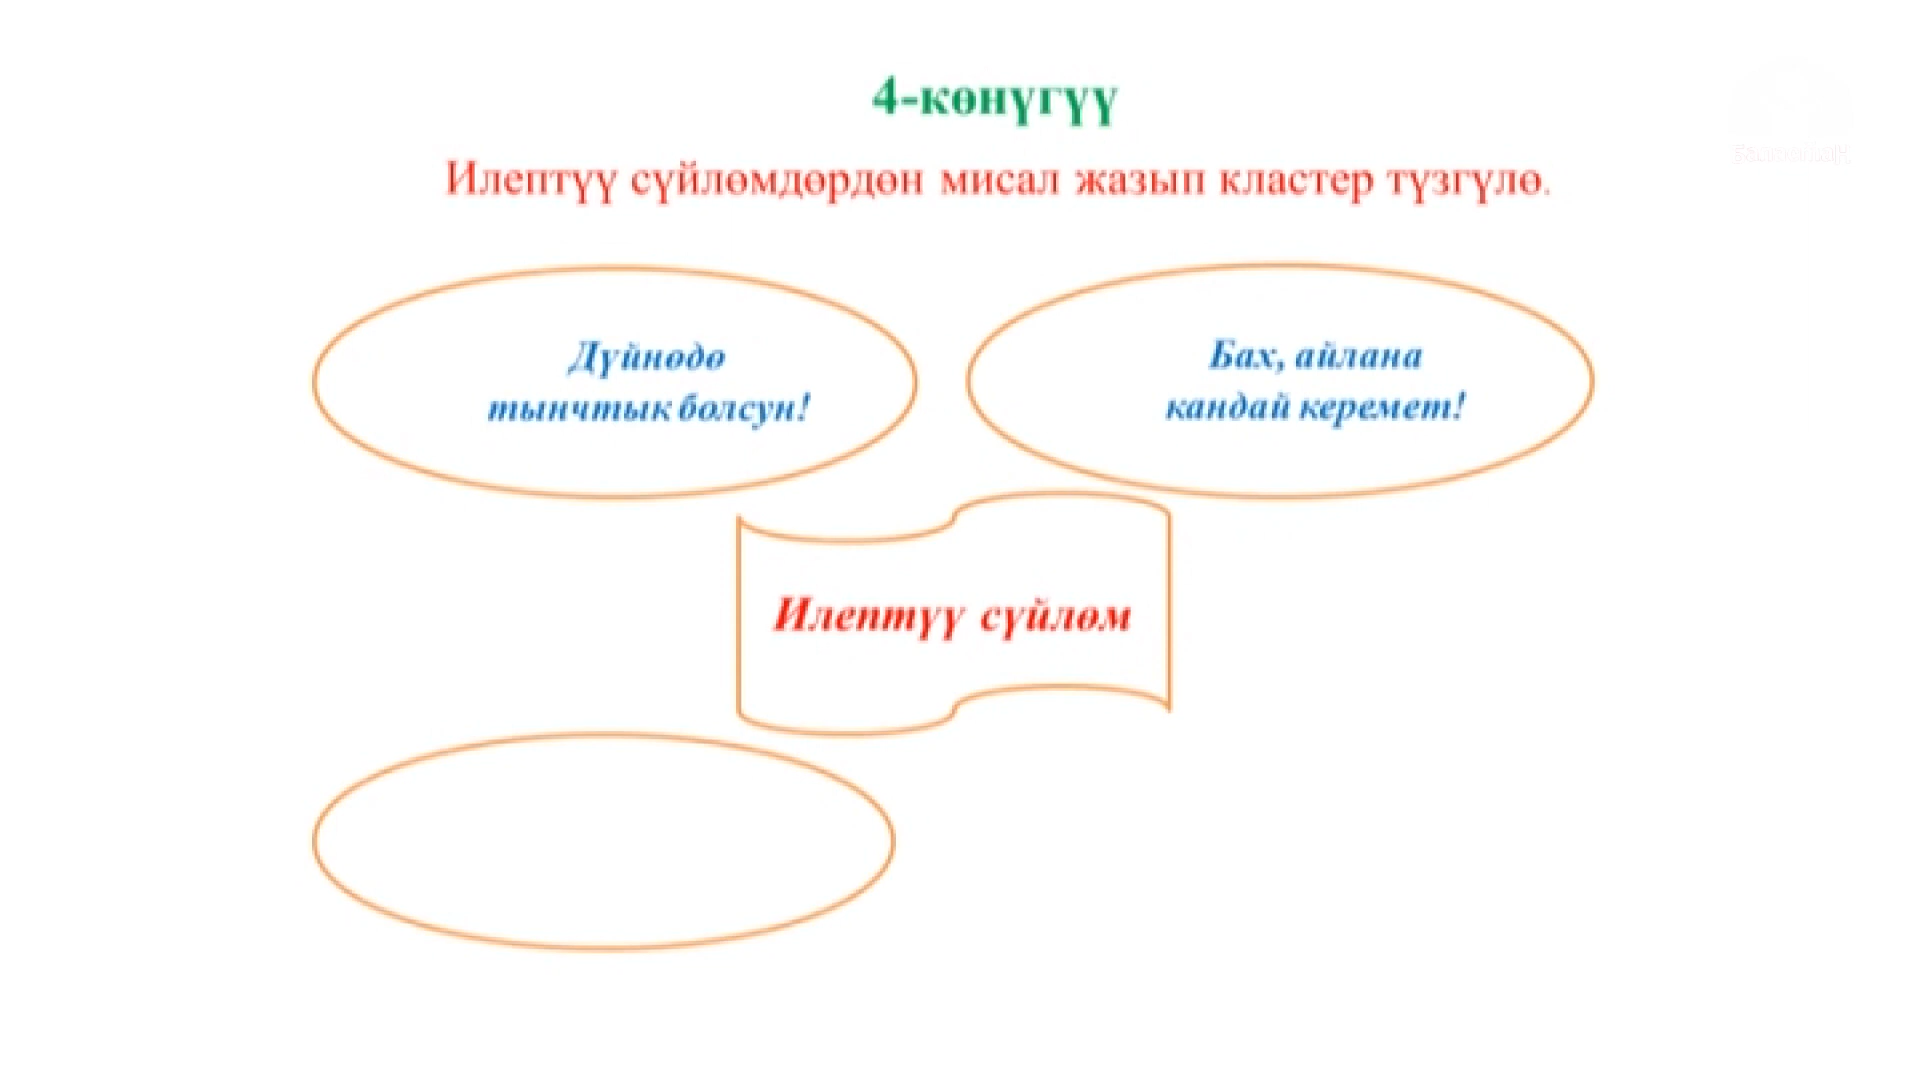 4-көнүгүү
Илептүү сүйлөмдөрдөн мисал жазып кластер түзгүлө.
Дүйнөдө
тынчтык болсун!
Бах, айлана
кандай керемет!
Илептүү сүйлөм